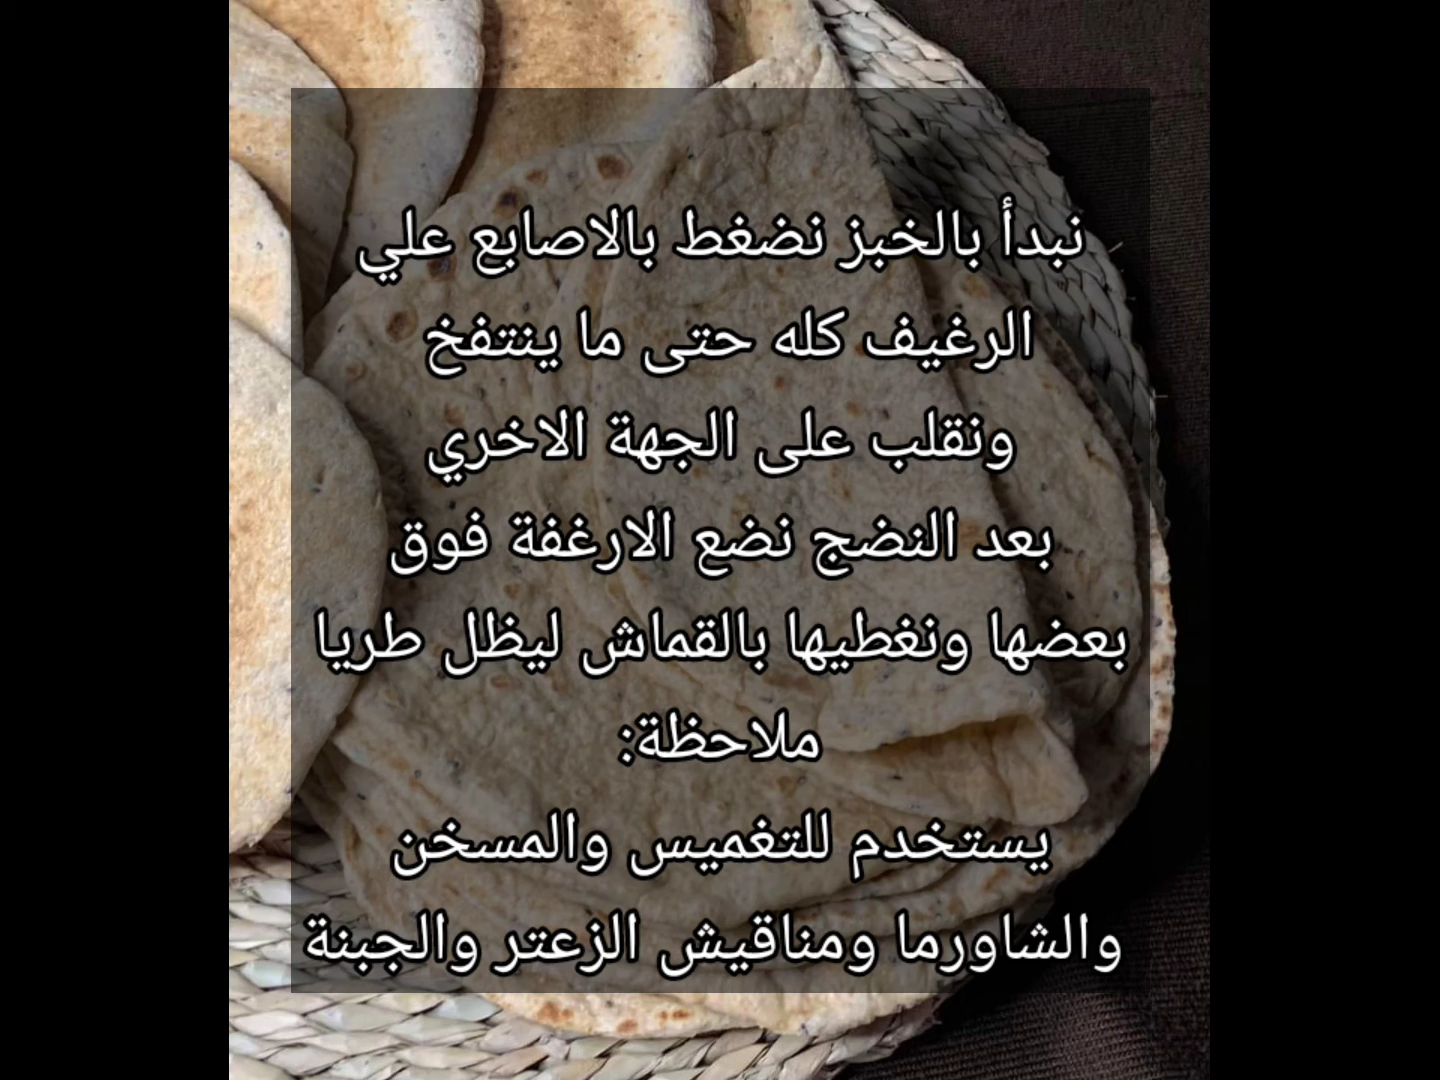 نبدأ بالخبز نضغط بالاصابع علي
الرغيف كله حتى ما ينتفخ
ونقلب على الجهة الاخري
بعد النضج نضع الارغفة فوق
بعضها ونغطيها بالقماش ليظل طريا
ملاحظة:
يستخدم للتغميس والمسخن
والشاورما ومناقيش الزعتر والجبنة